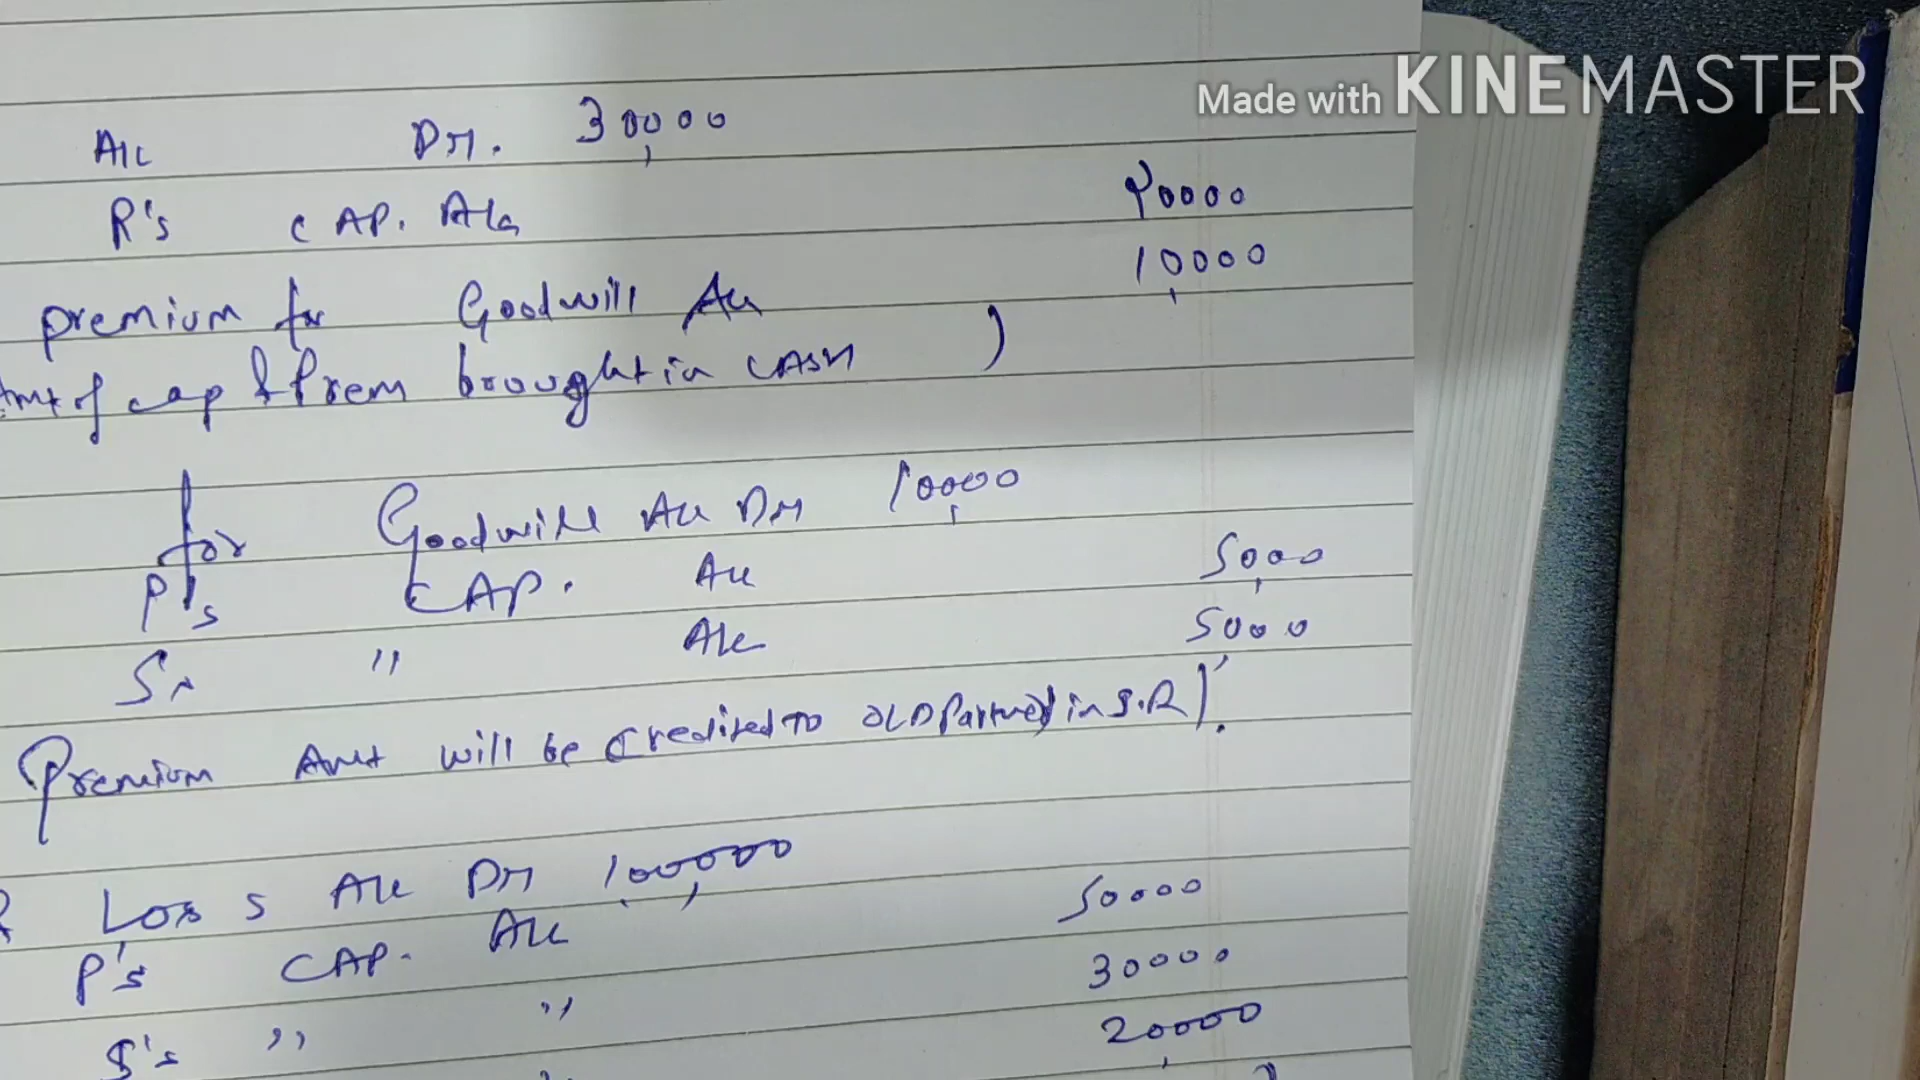 Made with KINEMASTER
A/c Dr. 30000
R's CAP. A/c 20000
premium for Goodwill A/c 10000
Amt of cap & Prem brought in CASH )
for Goodwill A/c Dr 10000
P's CAP. A/c 5000
S's " A/c 5000
Premium Amt will be credited to OLD Partners in S.R).
Loss A/c Dr 100000
P's CAP. A/c 50000
S's " " 30000
20000